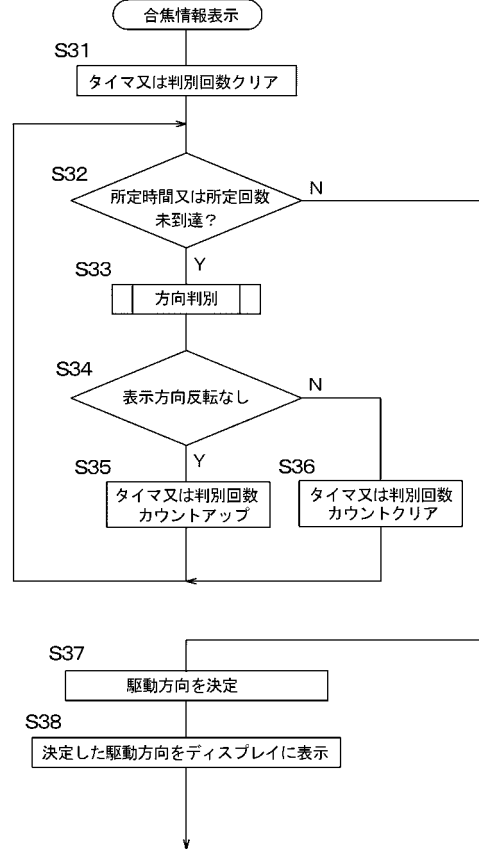 合焦情報表示
S31
タイマ又は判別回数クリア
S32
所定時間又は所定回数
未到達?
N
Y
S33
方向判別
S34
表示方向反転なし
N
Y
S35
タイマ又は判別回数
カウントアップ
S36
タイマ又は判別回数
カウントクリア
S37
駆動方向を決定
S38
決定した駆動方向をディスプレイに表示